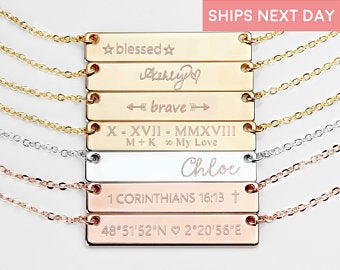 SHIPS NEXT DAY
☆blessed☆
Ashley♡
brave
X - XVII - MMXVIII
M + K ∞ My Love
Chloe
1 CORINTHIANS 16:13 ✝
48°51'52"N ♡ 2°20'56"E